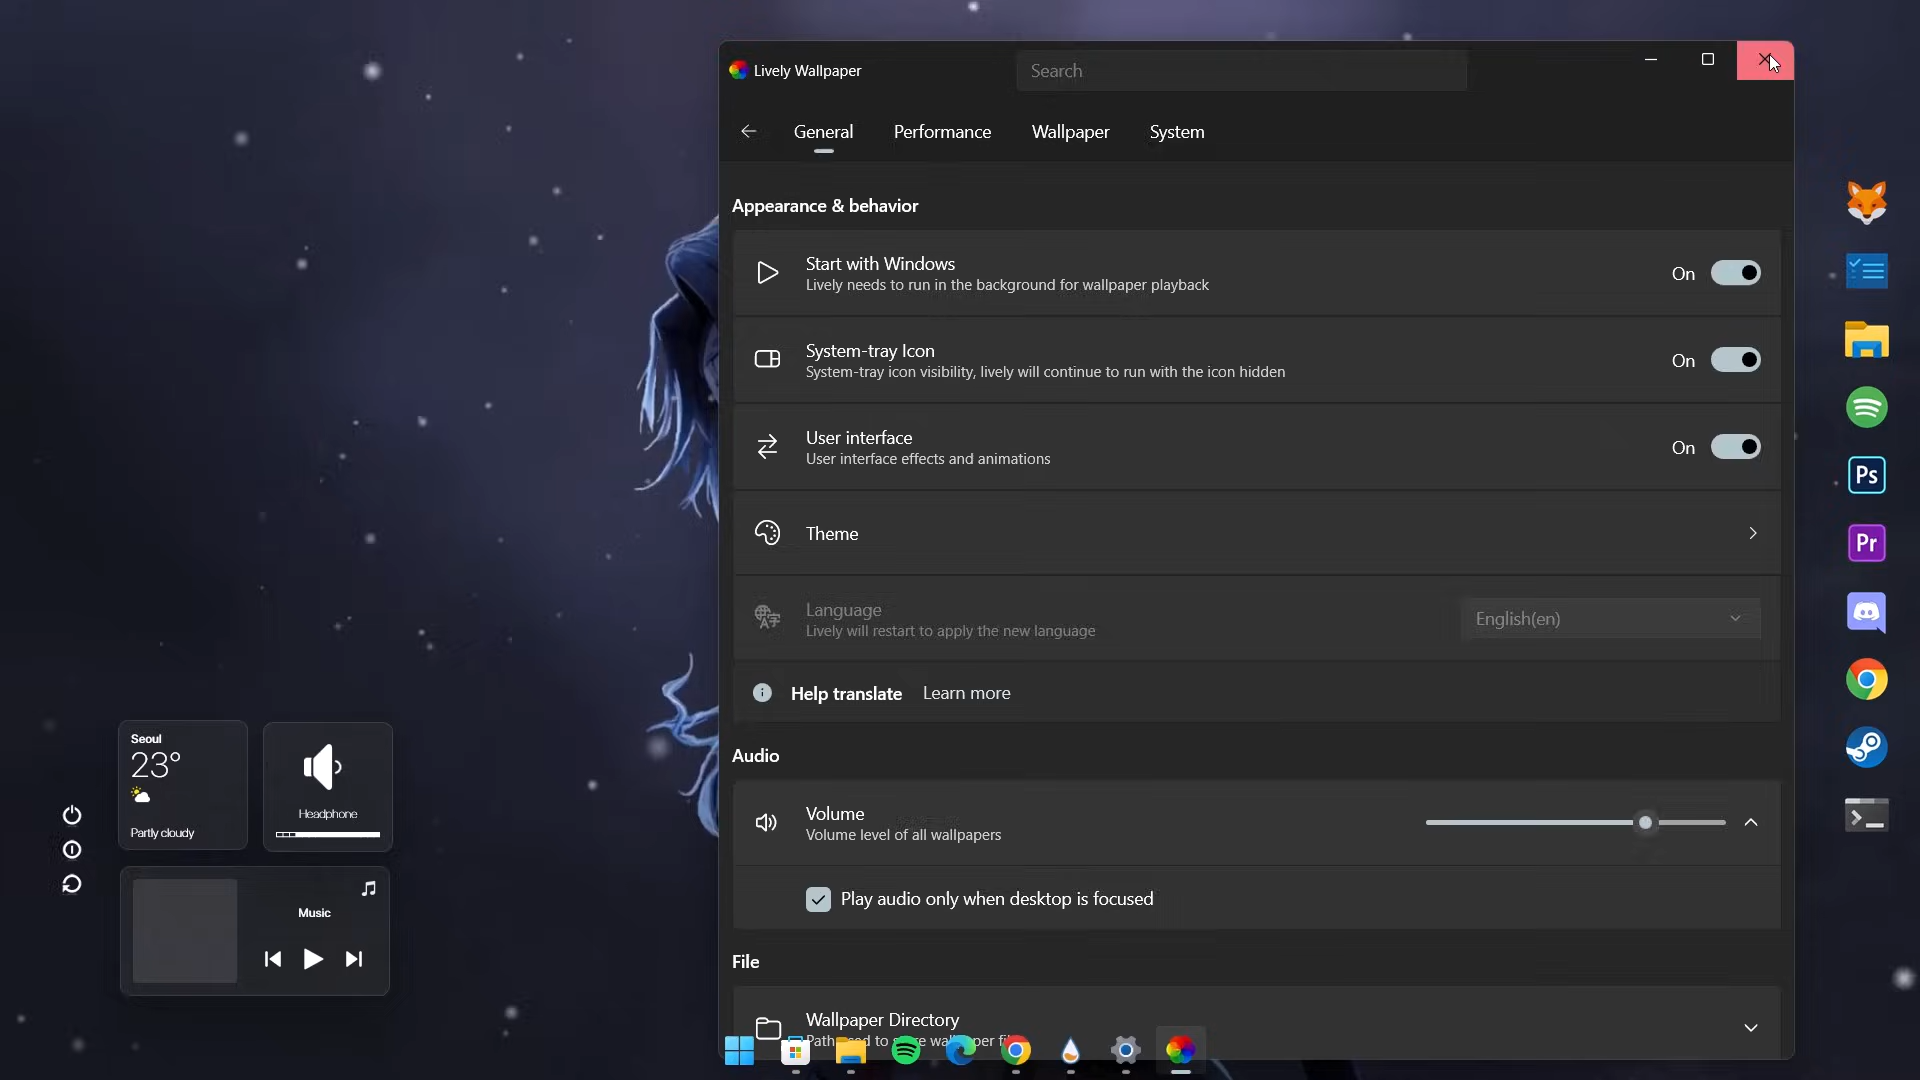 Lively Wallpaper
Search
General
Performance
Wallpaper
System
Appearance & behavior
Start with Windows
Lively needs to run in the background for wallpaper playback
On
System-tray Icon
System-tray icon visibility, lively will continue to run with the icon hidden
On
User interface
User interface effects and animations
On
Theme
Language
Lively will restart to apply the new language
English(en)
Help translate Learn more
Audio
Volume
Volume level of all wallpapers
Play audio only when desktop is focused
File
Wallpaper Directory
Seoul
23°
Partly cloudy
Headphone
Music
Ps
Pr